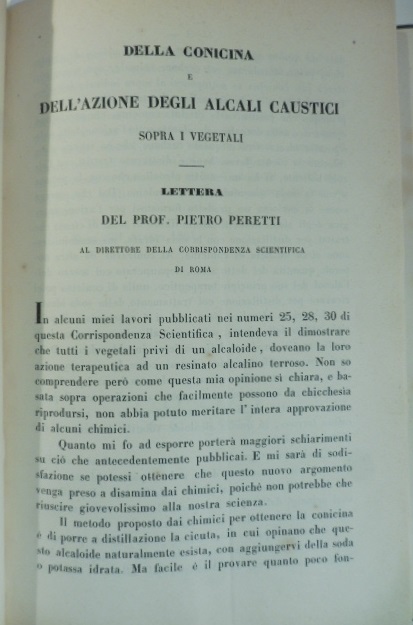 DELLA CONICINA
E
DELL'AZIONE DEGLI ALCALI CAUSTICI
SOPRA I VEGETALI
LETTERA
DEL PROF. PIETRO PERETTI
AL DIRETTORE DELLA CORRISPONDENZA SCIENTIFICA
DI ROMA
In alcuni miei lavori pubblicati nei numeri 25, 28, 30 di
questa Corrispondenza Scientifica, intendeva il dimostrare
che tutti i vegetali privi di un alcaloide, doveano la loro
azione terapeutica ad un resinato alcalino terroso. Non so
comprendere però come questa mia opinione sì chiara, e ba-
sata sopra operazioni che facilmente possono da chicchesia
riprodursi, non abbia potuto meritare l'intera approvazione
di alcuni chimici.
Quanto mi fo ad esporre porterà maggiori schiarimenti
su ciò che antecedentemente pubblicai. E mi sarà di sodi-
sfazione se potessi ottenere che questo nuovo argomento
venga preso a disamina dai chimici, poichè non potrebbe che
riuscire giovevolissimo alla nostra scienza.
Il metodo proposto dai chimici per ottenere la conicina
è di porre a distillazione la cicuta, in cui opinano che que-
sto alcaloide naturalmente esista, con aggiungervi della soda
o potassa idrata. Ma facile è il provare quanto poco fon-